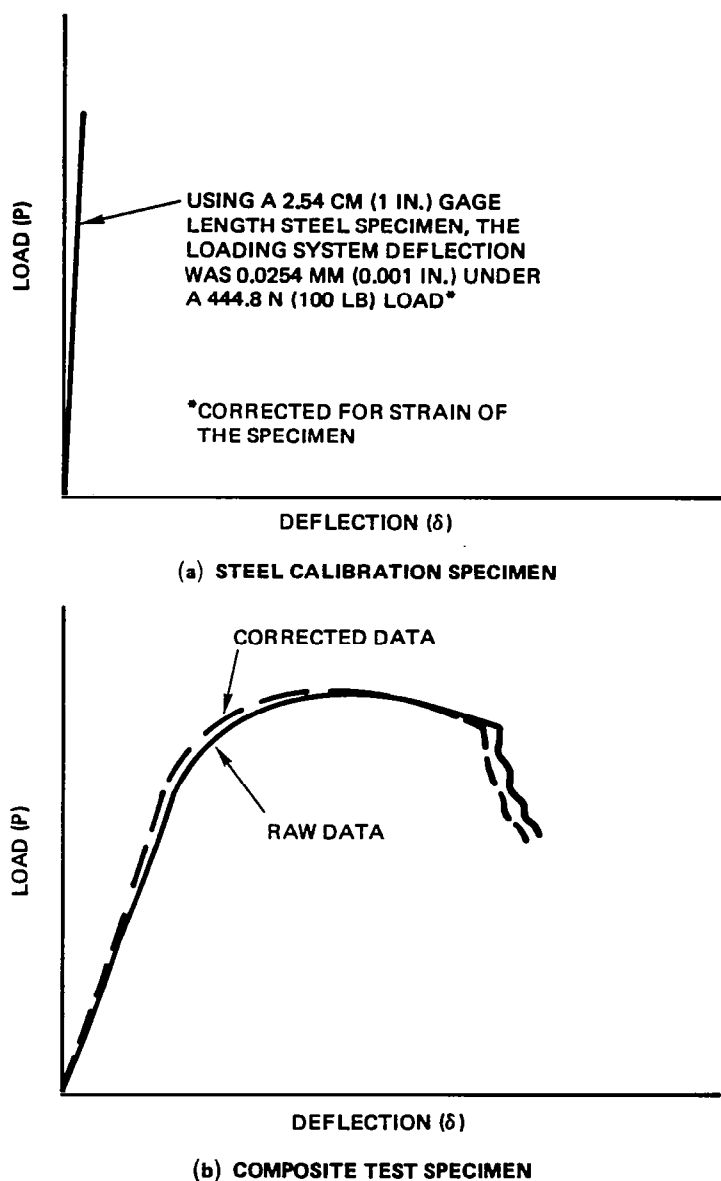 LOAD (P)
USING A 2.54 CM (1 IN.) GAGE
LENGTH STEEL SPECIMEN, THE
LOADING SYSTEM DEFLECTION
WAS 0.0254 MM (0.001 IN.) UNDER
A 444.8 N (100 LB) LOAD*
*CORRECTED FOR STRAIN OF
THE SPECIMEN
DEFLECTION (δ)
(a) STEEL CALIBRATION SPECIMEN
CORRECTED DATA
RAW DATA
LOAD (P)
DEFLECTION (δ)
(b) COMPOSITE TEST SPECIMEN